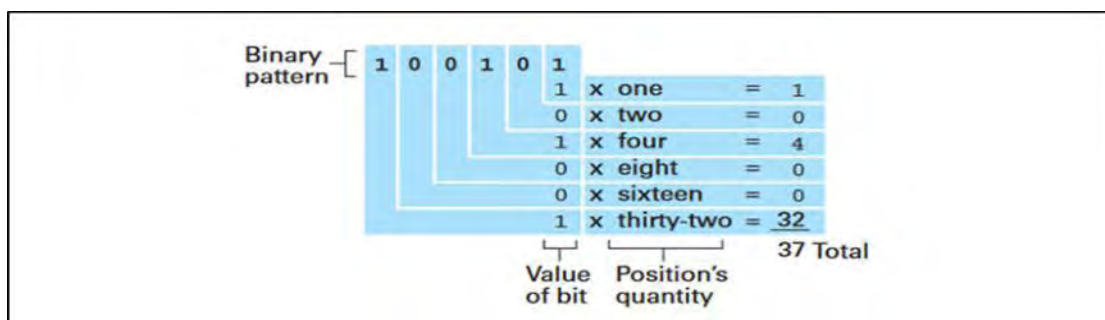 Binary
pattern
1 0 0 1 0 1
1 x one = 1
0 x two = 0
1 x four = 4
0 x eight = 0
0 x sixteen = 0
1 x thirty-two = 32
37 Total
Value
of bit
Position's
quantity